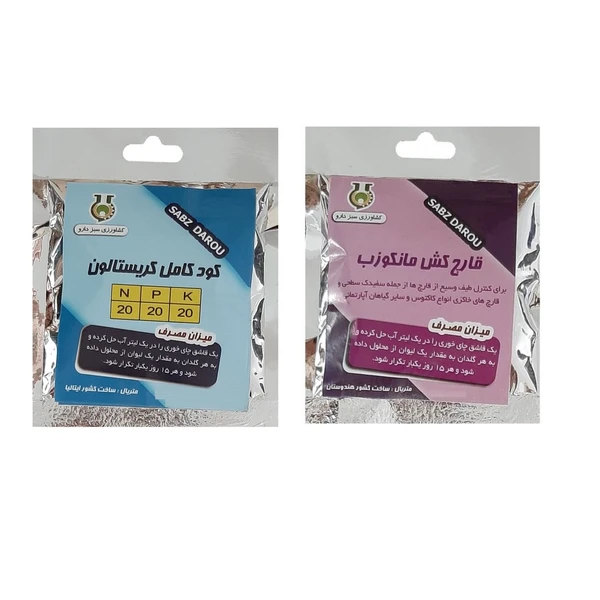 SABZ DAROU
کشاورزی سبز دارو
کود کامل کریستالون
N P K
20 20 20
میزان مصرف
یک قاشق چای خوری را در یک لیتر آب حل کرده و
به هر گلدان به مقدار یک لیوان از محلول داده
شود و هر ۱۵ روز یکبار تکرار شود.
متریال : ساخت کشور ایتالیا
SABZ DAROU
کشاورزی سبز دارو
قارچ کش مانکوزب
برای کنترل طیف وسیع از قارچ ها از جمله سفیدک سطحی و
قارچ های خاکزی انواع کاکتوس و سایر گیاهان آپارتمانی
میزان مصرف
یک قاشق چای خوری را در یک لیتر آب حل کرده و
به هر گلدان به مقدار یک لیوان از محلول داده
شود و هر ۱۵ روز یکبار تکرار شود.
متریال : ساخت کشور هندوستان